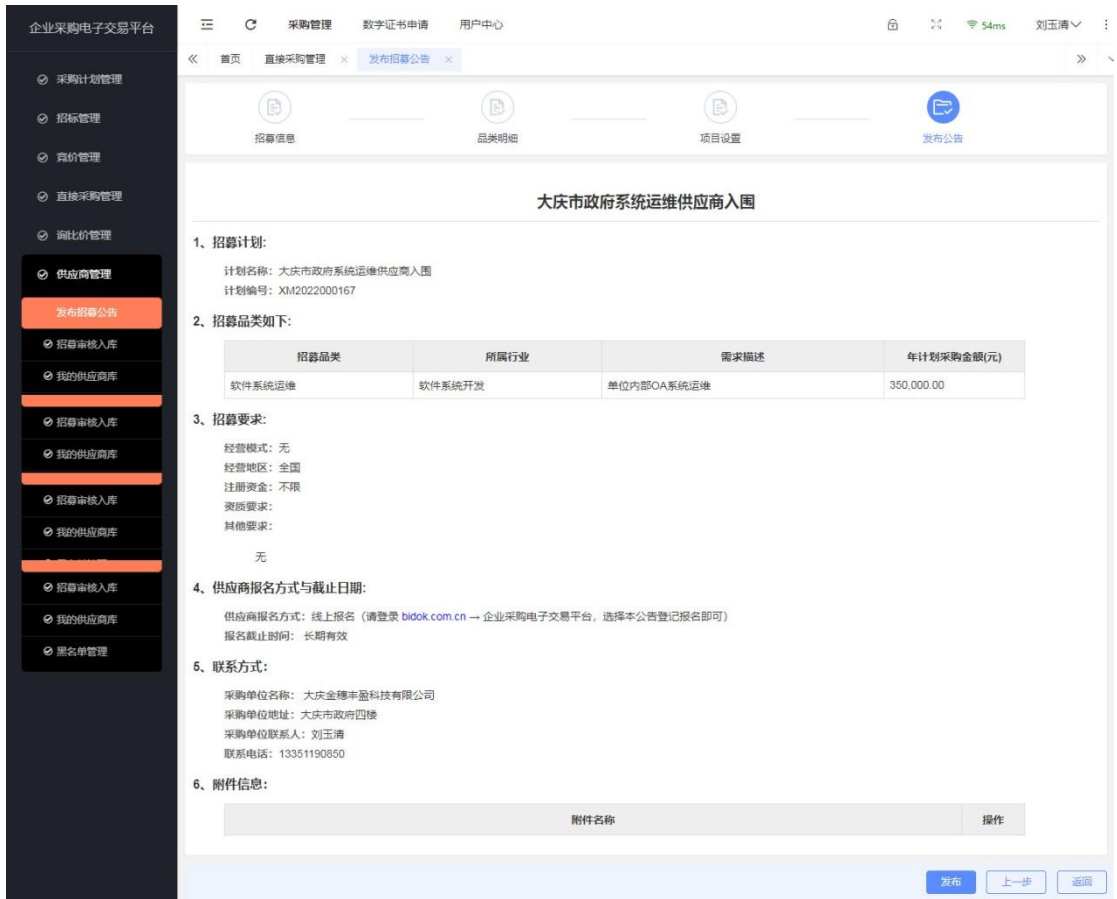 企业采购电子交易平台
采购管理 数字证书申请 用户中心 54ms 刘玉清
首页 直接采购管理 × 发布招募公告 ×
采购计划管理
招标管理
竞价管理
直接采购管理
询比价管理
供应商管理
发布招募公告
招募审核入库
我的供应商库
招募审核入库
我的供应商库
招募审核入库
我的供应商库
招募审核入库
我的供应商库
黑名单管理
招募信息 品类明细 项目设置 发布公告
大庆市政府系统运维供应商入围
1、招募计划:
计划名称：大庆市政府系统运维供应商入围
计划编号：XM2022000167
2、招募品类如下:
招募品类 所属行业 需求描述 年计划采购金额(元)
软件系统运维 软件系统开发 单位内部OA系统运维 350,000.00
3、招募要求:
经营模式：无
经营地区：全国
注册资金：不限
资质要求：
其他要求：
无
4、供应商报名方式与截止日期:
供应商报名方式：线上报名（请登录 bidok.com.cn → 企业采购电子交易平台，选择本公告登记报名即可）
报名截止时间： 长期有效
5、联系方式：
采购单位名称： 大庆金穗丰盈科技有限公司
采购单位地址：大庆市政府四楼
采购单位联系人：刘玉清
联系电话：13351190850
6、附件信息：
附件名称 操作
发布 上一步 返回